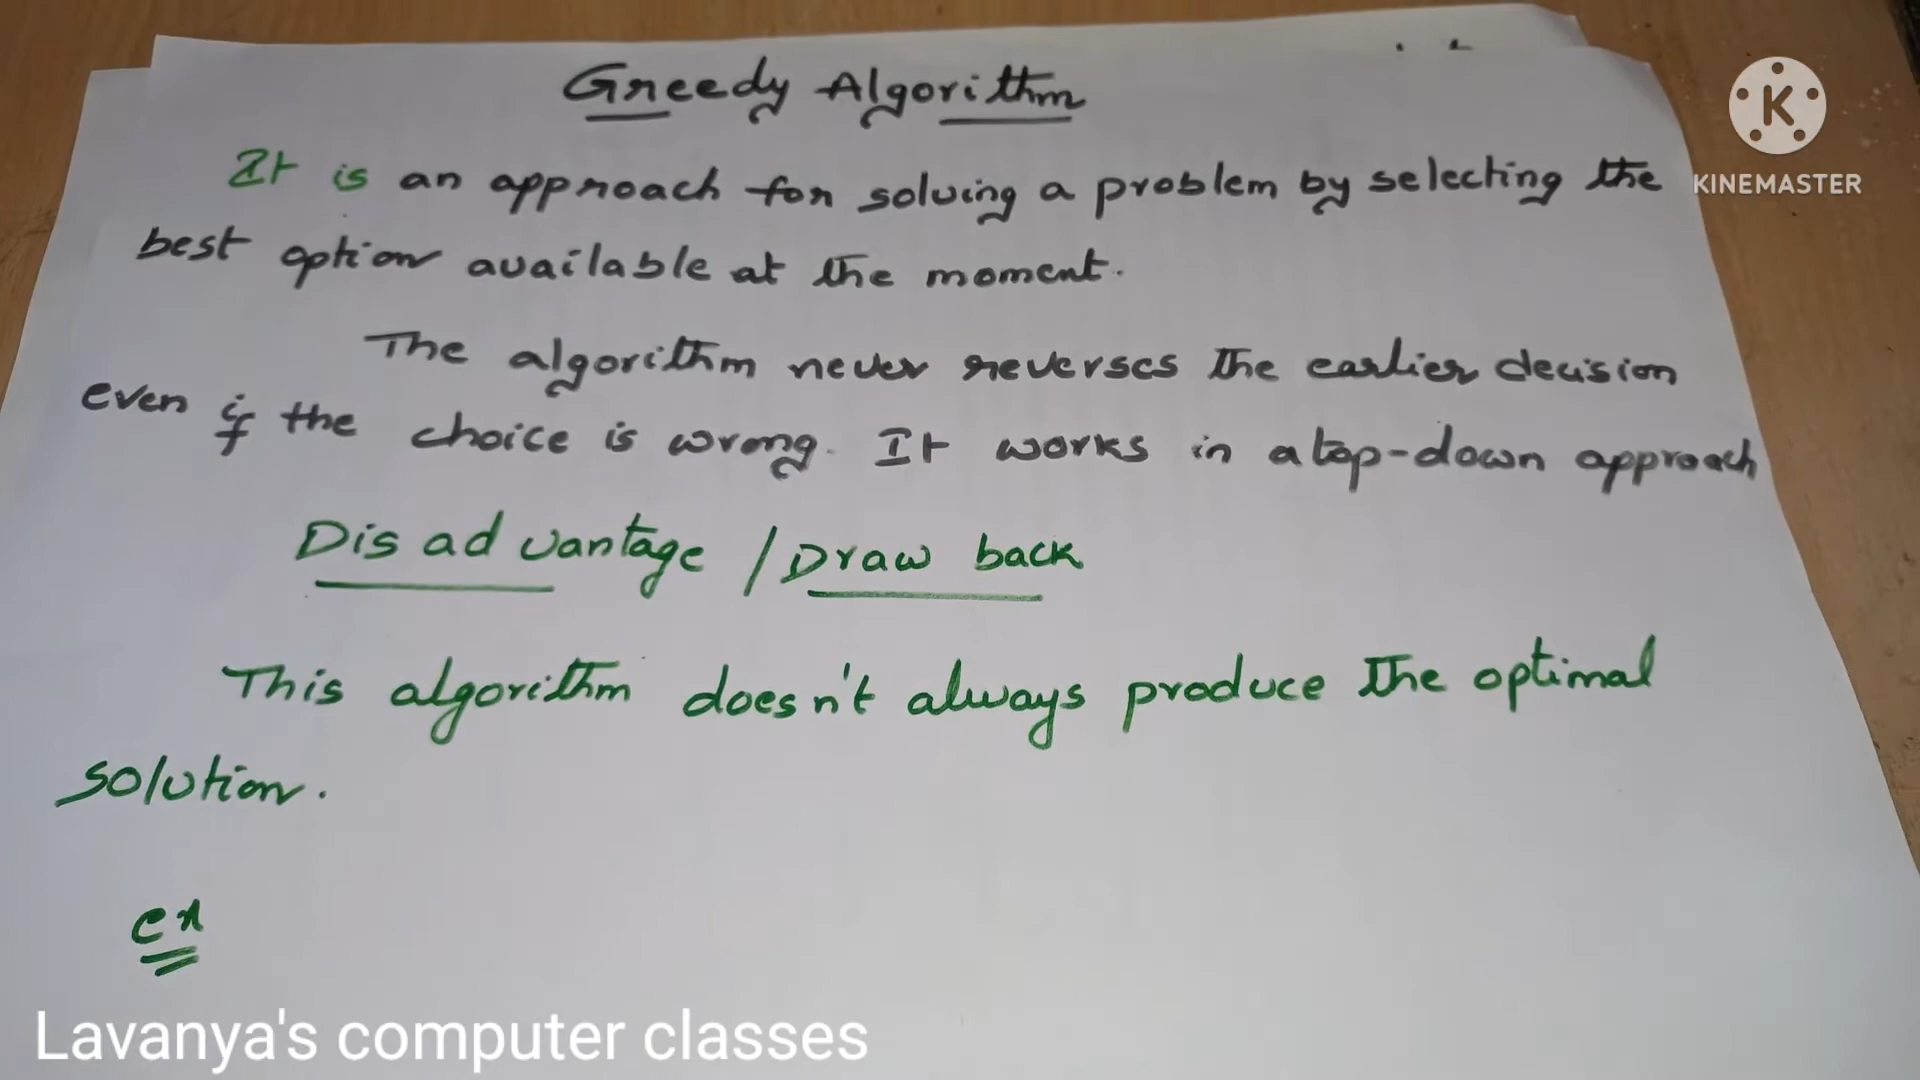 Greedy Algorithm
It is an approach for solving a problem by selecting the
best option available at the moment.
The algorithm never reverses the earlier decision
even if the choice is wrong. It works in a top-down approach
Dis ad vantage / Draw back
This algorithm doesn't always produce the optimal
solution.
ex
K
KINEMASTER
Lavanya's computer classes